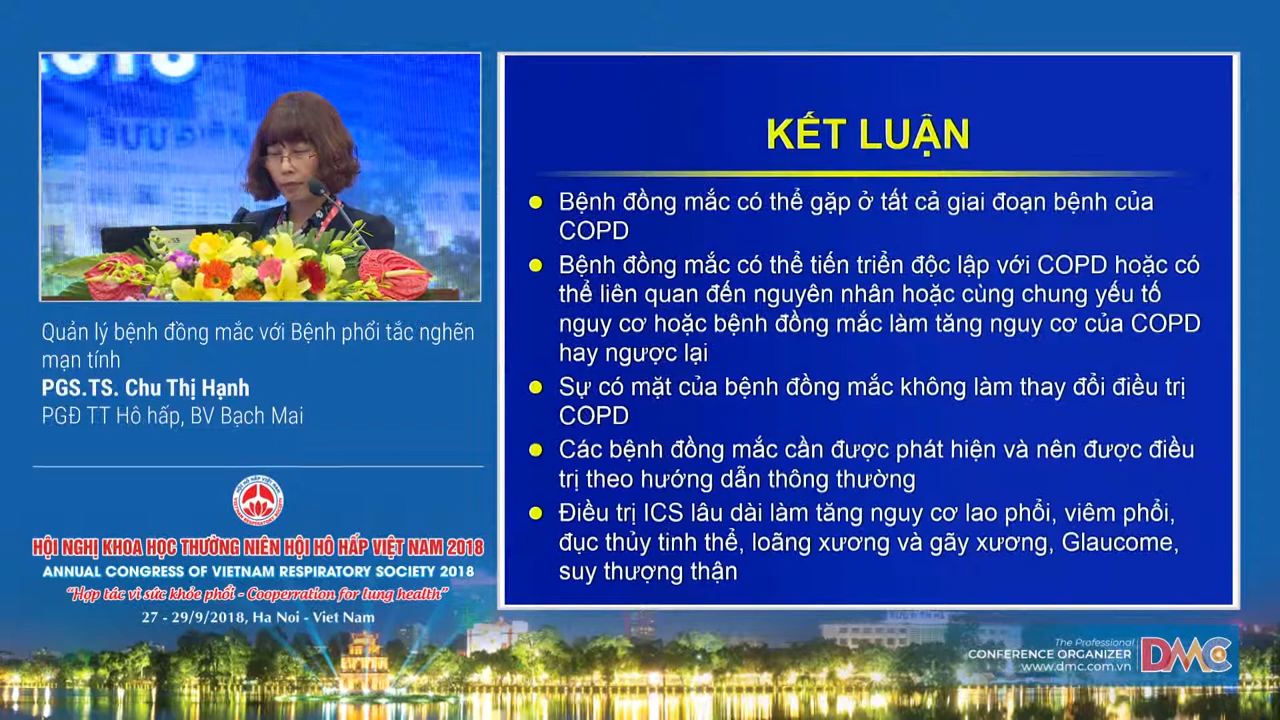 2018
Quản lý bệnh đồng mắc với Bệnh phổi tắc nghẽn
mạn tính
PGS.TS. Chu Thị Hạnh
PGĐ TT Hô hấp, BV Bạch Mai
HỘI NGHỊ KHOA HỌC THƯỜNG NIÊN HỘI HÔ HẤP VIỆT NAM 2018
ANNUAL CONGRESS OF VIETNAM RESPIRATORY SOCIETY 2018
“Hợp tác vì sức khỏe phổi - Cooperration for lung health”
27 - 29/9/2018, Ha Noi - Viet Nam
KẾT LUẬN
Bệnh đồng mắc có thể gặp ở tất cả giai đoạn bệnh của
COPD
Bệnh đồng mắc có thể tiến triển độc lập với COPD hoặc có
thể liên quan đến nguyên nhân hoặc cùng chung yếu tố
nguy cơ hoặc bệnh đồng mắc làm tăng nguy cơ của COPD
hay ngược lại
Sự có mặt của bệnh đồng mắc không làm thay đổi điều trị
COPD
Các bệnh đồng mắc cần được phát hiện và nên được điều
trị theo hướng dẫn thông thường
Điều trị ICS lâu dài làm tăng nguy cơ lao phổi, viêm phổi,
đục thủy tinh thể, loãng xương và gãy xương, Glaucome,
suy thượng thận
The Professional
CONFERENCE ORGANIZER
www.dmc.com.vn
DMC